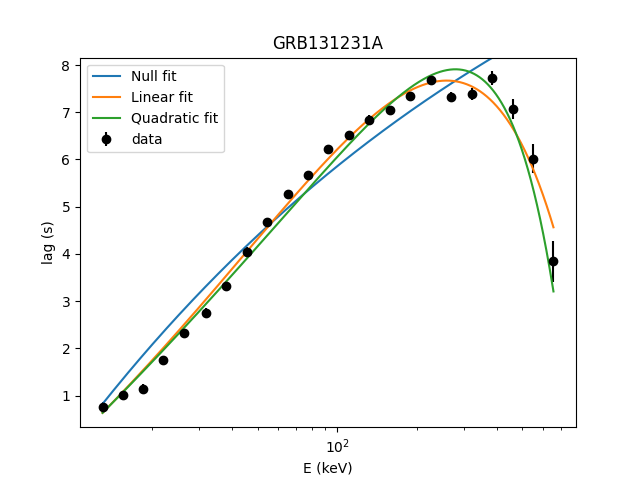 GRB131231A
Null fit
Linear fit
Quadratic fit
data
8
7
6
5
4
3
2
1
lag (s)
10²
E (keV)